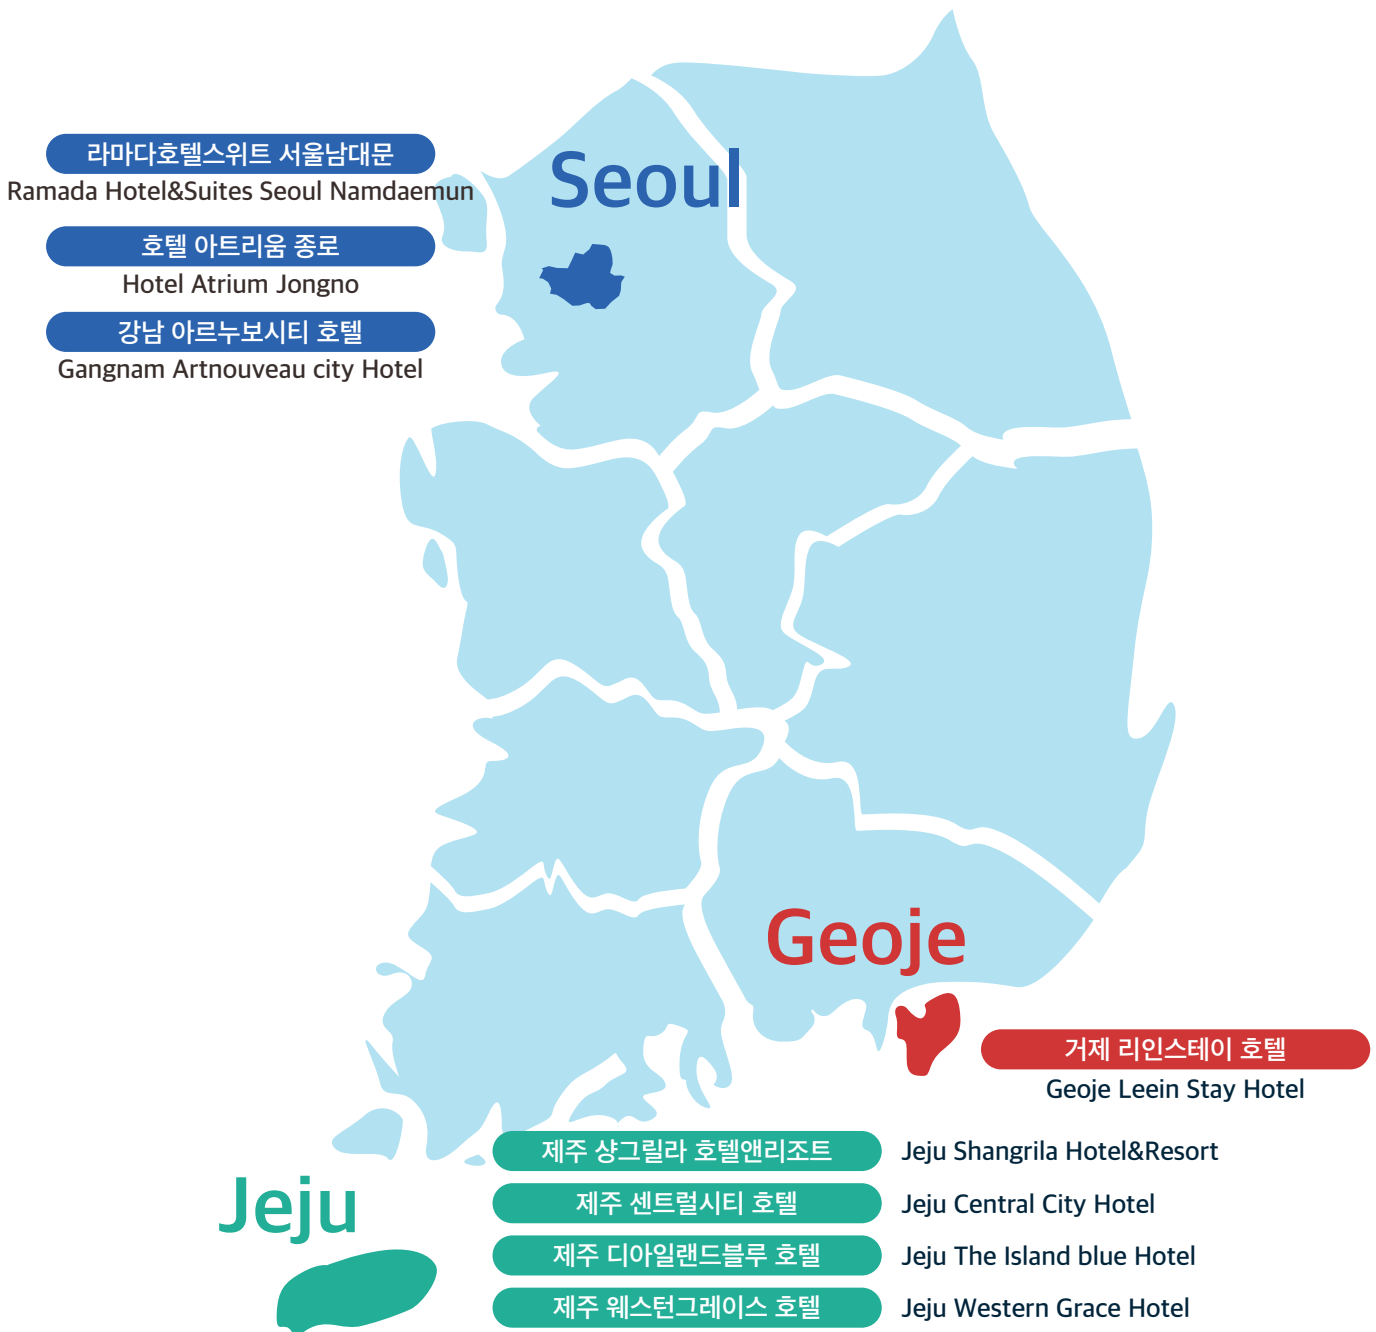 Seoul
라마다호텔스위트 서울남대문
Ramada Hotel&Suites Seoul Namdaemun
호텔 아트리움 종로
Hotel Atrium Jongno
강남 아르누보시티 호텔
Gangnam Artnouveau city Hotel
Geoje
거제 리인스테이 호텔
Geoje Leein Stay Hotel
Jeju
제주 샹그릴라 호텔앤리조트 Jeju Shangrila Hotel&Resort
제주 센트럴시티 호텔 Jeju Central City Hotel
제주 디아일랜드블루 호텔 Jeju The Island blue Hotel
제주 웨스턴그레이스 호텔 Jeju Western Grace Hotel